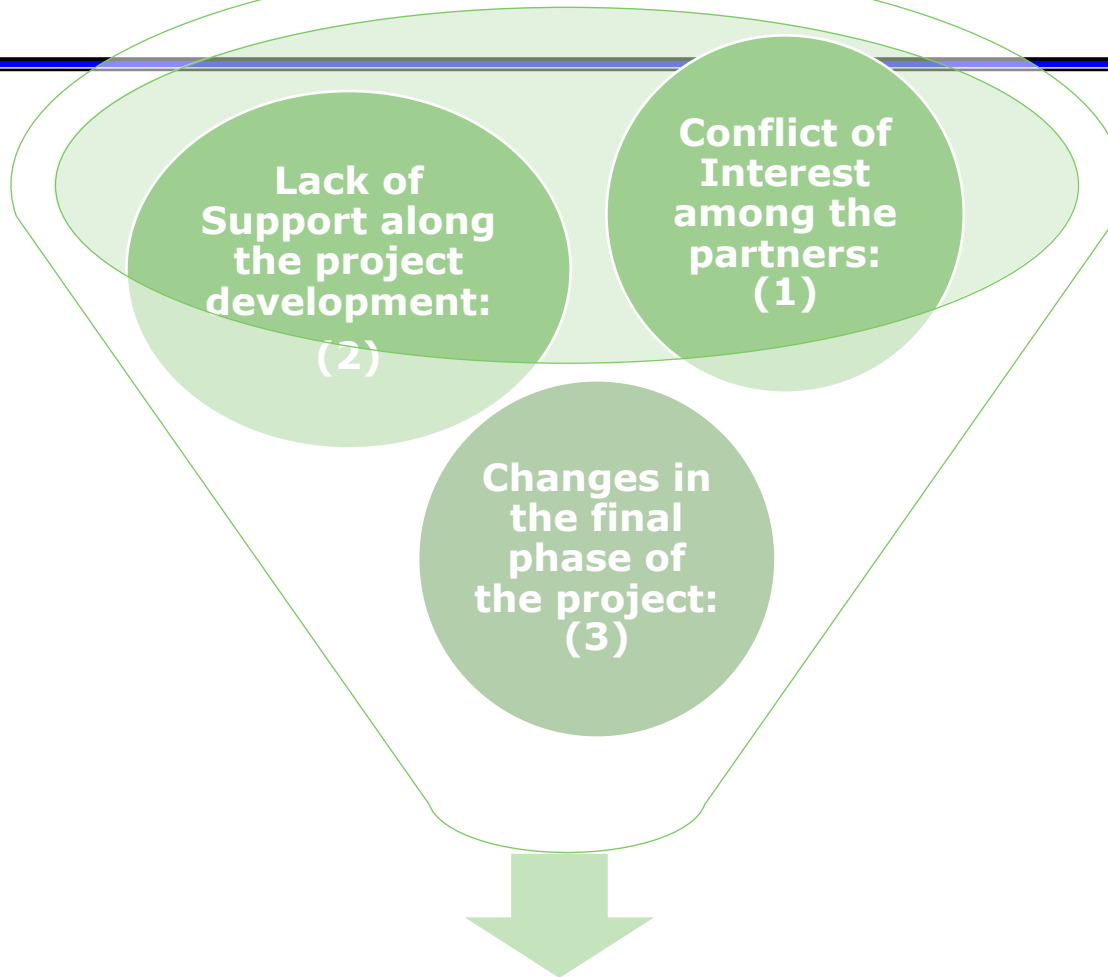 Lack of
Support along
the project
development:
(2)
Conflict of
Interest
among the
partners:
(1)
Changes in
the final
phase of
the project:
(3)